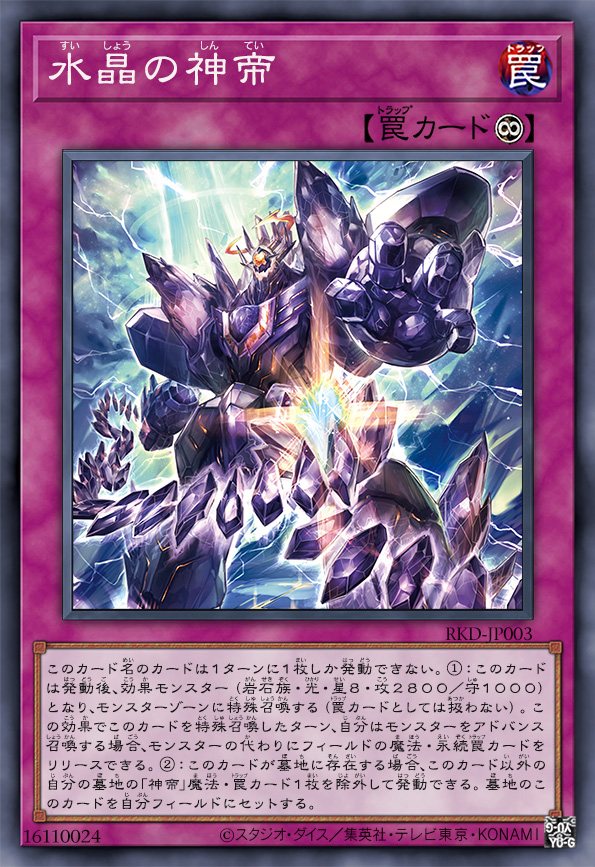 水晶の神帝
罠
【罠カード】
RKD-JP003
このカード名のカードは1ターンに1枚しか発動できない。①：このカード
は発動後、効果モンスター（岩石族・光・星8・攻2800／守1000）
となり、モンスターゾーンに特殊召喚する（罠カードとしては扱わない）。こ
の効果でこのカードを特殊召喚したターン、自分はモンスターをアドバンス
召喚する場合、モンスターの代わりにフィールドの魔法・永続罠カードを
リリースできる。②：このカードが墓地に存在する場合、このカード以外の
自分の墓地の「神帝」魔法・罠カード1枚を除外して発動できる。墓地のこ
のカードを自分フィールドにセットする。
16110024
©スタジオ・ダイス／集英社・テレビ東京・KONAMI